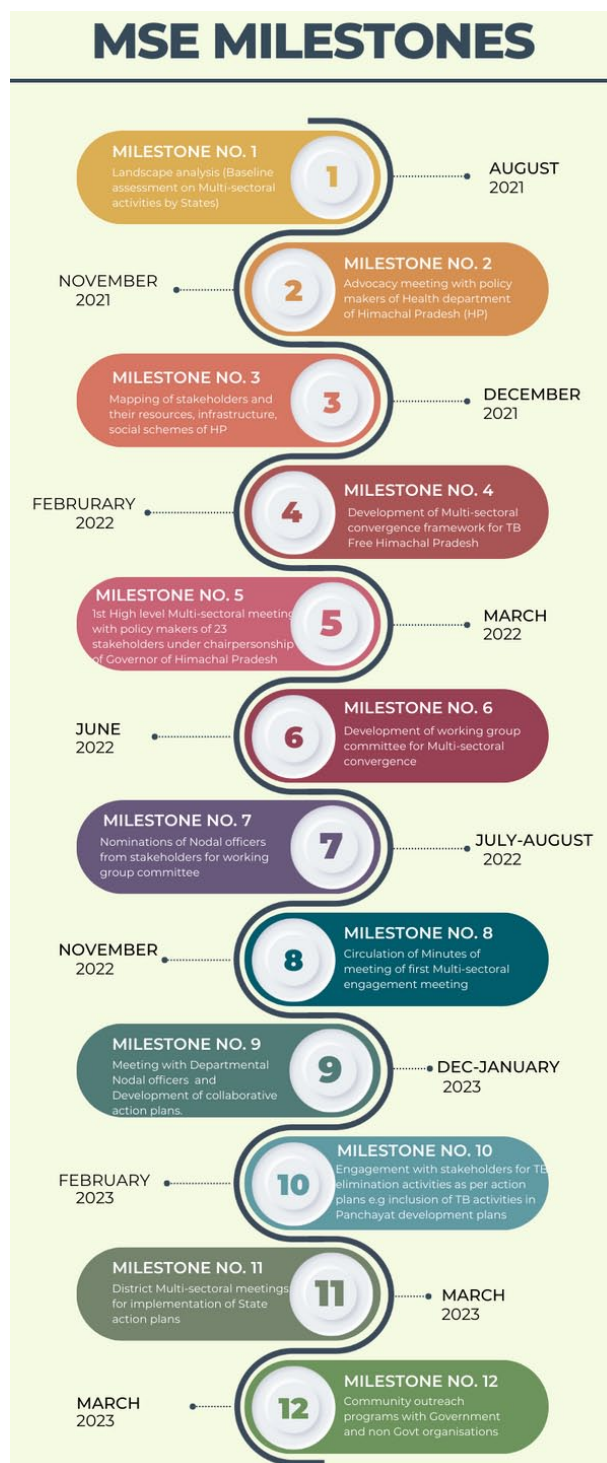 MSE MILESTONES
MILESTONE NO. 1
Landscape analysis (Baseline
assessment on Multi-sectoral
activities by States)
1
AUGUST
2021
NOVEMBER
2021
2
MILESTONE NO. 2
Advocacy meeting with policy
makers of Health department
of Himachal Pradesh (HP)
MILESTONE NO. 3
Mapping of stakeholders and
their resources, infrastructure,
social schemes of HP
3
DECEMBER
2021
FEBRURARY
2022
4
MILESTONE NO. 4
Development of Multi-sectoral
convergence framework for TB
Free Himachal Pradesh
MILESTONE NO. 5
1st High level Multi-sectoral meeting
with policy makers of 23
stakeholders under chairpersonship
of Governor of Himachal Pradesh
5
MARCH
2022
JUNE
2022
6
MILESTONE NO. 6
Development of working group
committee for Multi-sectoral
convergence
MILESTONE NO. 7
Nominations of Nodal officers
from stakeholders for working
group committee
7
JULY-AUGUST
2022
NOVEMBER
2022
8
MILESTONE NO. 8
Circulation of Minutes of
meeting of first Multi-sectoral
engagement meeting
MILESTONE NO. 9
Meeting with Departmental
Nodal officers and
Development of collaborative
action plans.
9
DEC-JANUARY
2023
FEBRUARY
2023
10
MILESTONE NO. 10
Engagement with stakeholders for TB
elimination activities as per action
plans e.g inclusion of TB activities in
Panchayat development plans
MILESTONE NO. 11
District Multi-sectoral meetings
for implementation of State
action plans
11
MARCH
2023
MARCH
2023
12
MILESTONE NO. 12
Community outreach
programs with Government
and non Govt organisations